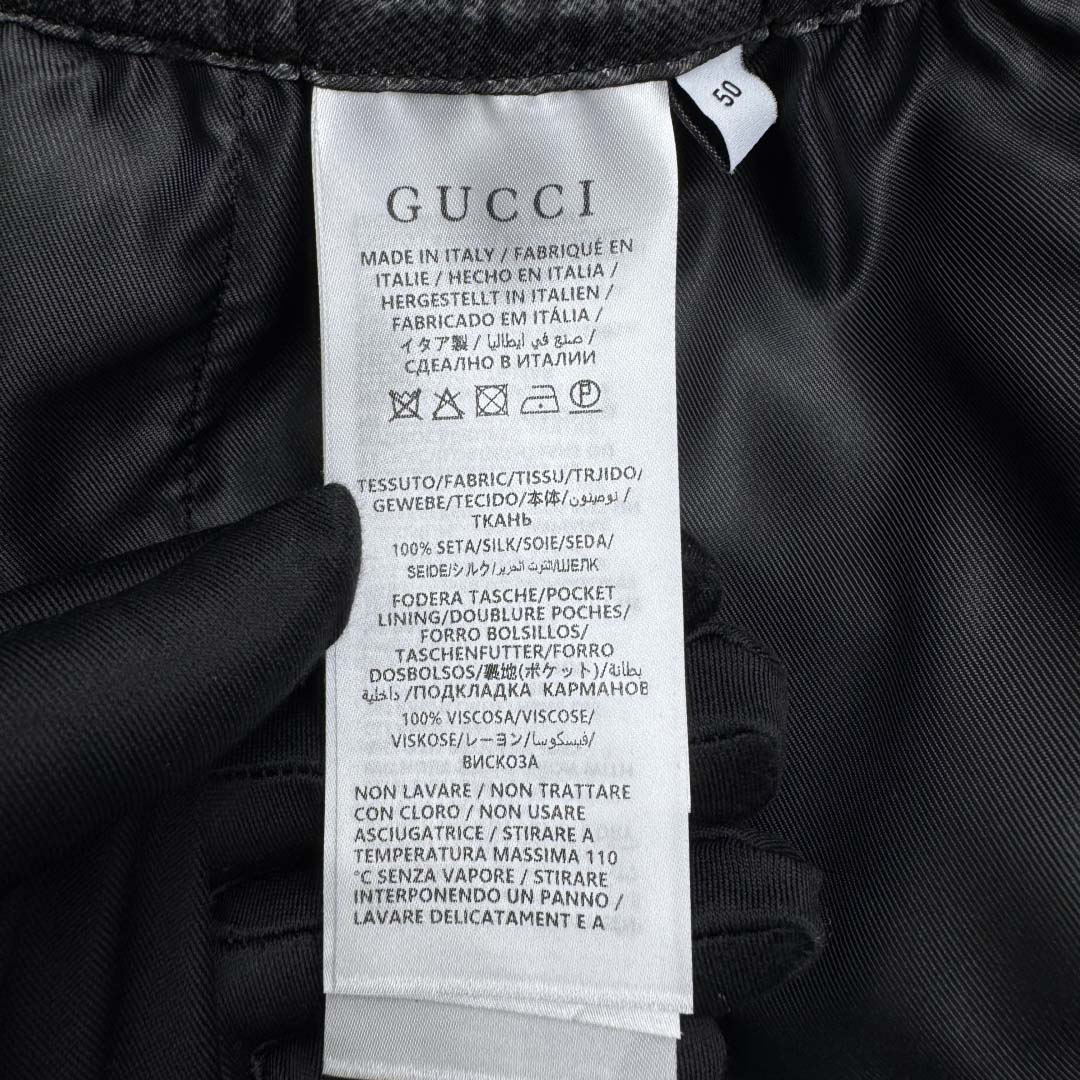 50
GUCCI
MADE IN ITALY / FABRIQUÉ EN
ITALIE / HECHO EN ITALIA /
HERGESTELLT IN ITALIEN /
FABRICADO EM ITÁLIA /
イタア製 / صنع في ايطاليا /
CДEAЛHO B ИТАЛИИ
P
TESSUTO/FABRIC/TISSU/TRJIDO/
GEWEBE/TECIDO/本体/نوميتون/
ТКАНЬ
100% SETA/SILK/SOIE/SEDA/
SEIDE/シルク/الحرير/ШЕЛК
FODERA TASCHE/POCKET
LINING/DOUBLURE POCHES/
FORRO BOLSILLOS/
TASCHENFUTTER/FORRO
DOSBOLSOS/裏地(ポケット)/بطانة
داخلية /ПОДКЛАДКА КАРМАНОВ
100% VISCOSA/VISCOSE/
VISKOSE/レーヨン/فيسكوسا/
ВИСКОЗА
NON LAVARE / NON TRATTARE
CON CLORO / NON USARE
ASCIUGATRICE / STIRARE A
TEMPERATURA MASSIMA 110
°C SENZA VAPORE / STIRARE
INTERPONENDO UN PANNO /
LAVARE DELICATAMENT E A